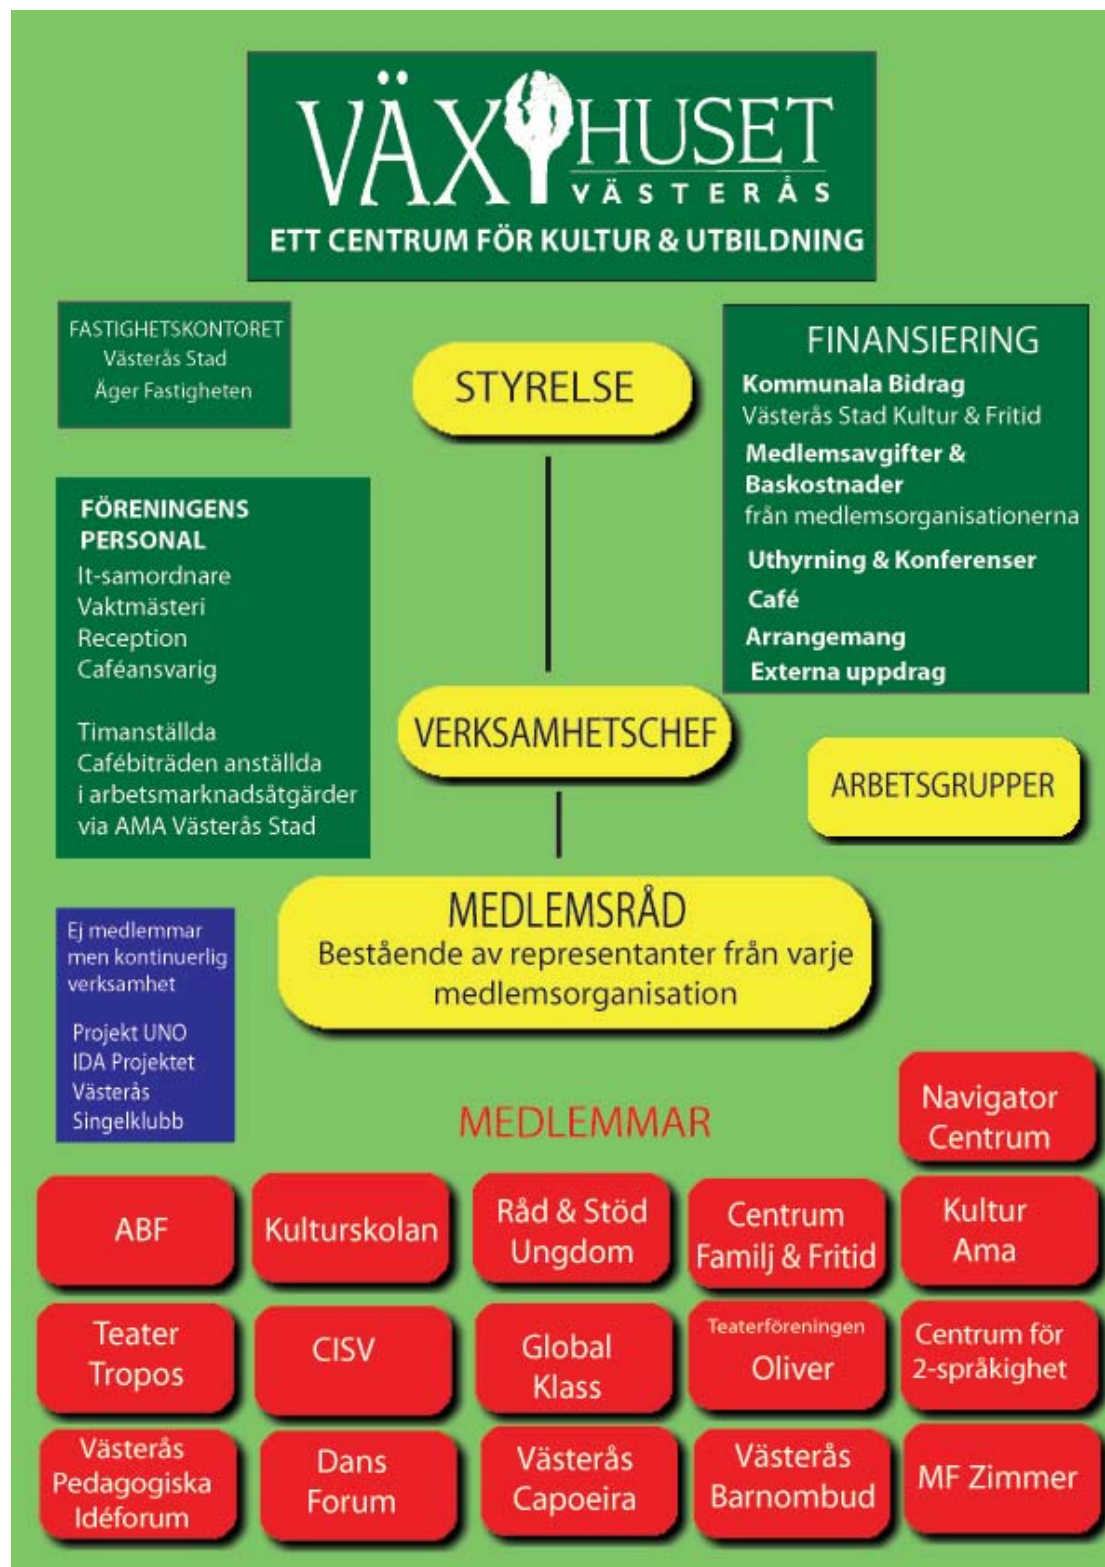 VÄXHUSET
VÄSTERÅS
ETT CENTRUM FÖR KULTUR & UTBILDNING
FASTIGHETSKONTORET
Västerås Stad
Äger Fastigheten
STYRELSE
FINANSIERING
Kommunala Bidrag
Västerås Stad Kultur & Fritid
Medlemsavgifter &
Baskostnader
från medlemsorganisationerna
Uthyrning & Konferenser
Café
Arrangemang
Externa uppdrag
FÖRENINGENS
PERSONAL
It-samordnare
Vaktmästeri
Reception
Caféansvarig
Timanställda
Cafébiträden anställda
i arbetsmarknadsåtgärder
via AMA Västerås Stad
VERKSAMHETSCHEF
ARBETSGRUPPER
MEDLEMSRÅD
Bestående av representanter från varje
medlemsorganisation
Ej medlemmar
men kontinuerlig
verksamhet
Projekt UNO
IDA Projektet
Västerås
Singelklubb
MEDLEMMAR
Navigator
Centrum
ABF
Kulturskolan
Råd & Stöd
Ungdom
Centrum
Familj & Fritid
Kultur
Ama
Teater
Tropos
CISV
Global
Klass
Teaterföreningen
Oliver
Centrum för
2-språkighet
Västerås
Pedagogiska
Idéforum
Dans
Forum
Västerås
Capoeira
Västerås
Barnombud
MF Zimmer